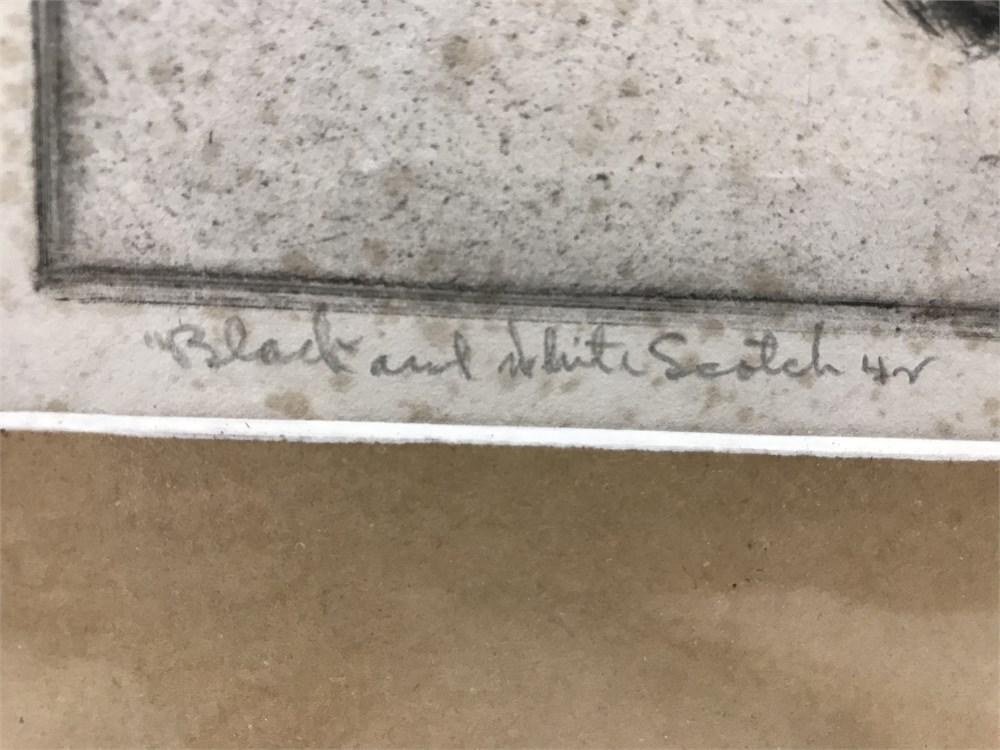 "Black and White Scotch